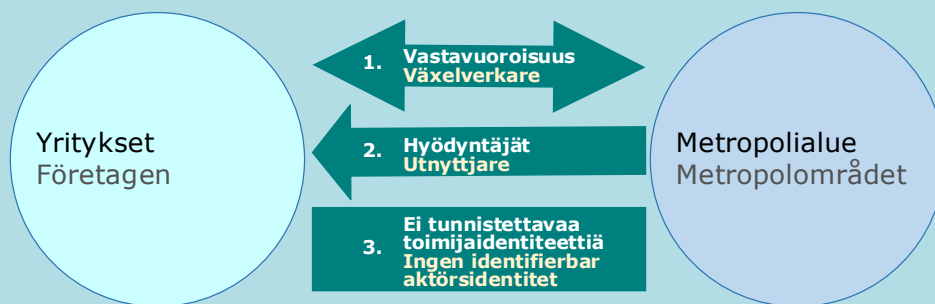 Yritykset
Företagen
1. Vastavuoroisuus
Växelverkare
2. Hyödyntäjät
Utnyttjare
3. Ei tunnistettavaa
toimijaidentiteettiä
Ingen identifierbar
aktörsidentitet
Metropolialue
Metropolområdet